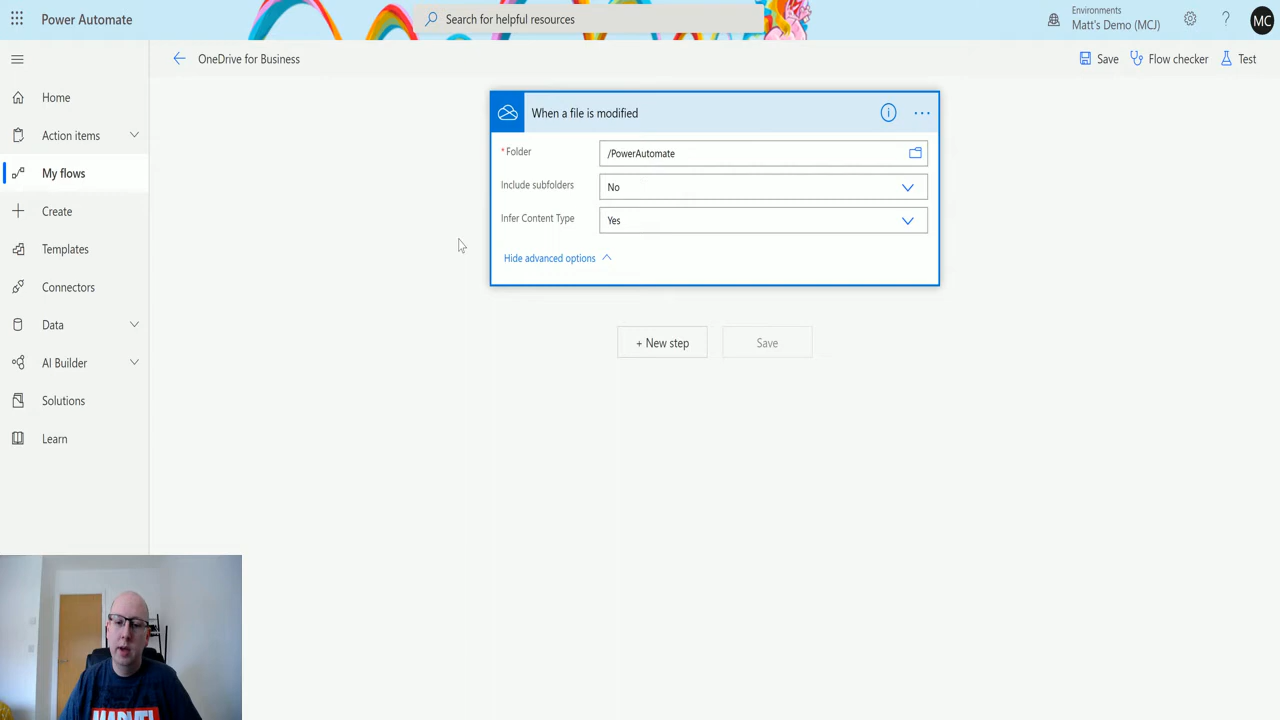 Power Automate
Search for helpful resources
Environments
Matt's Demo (MCJ)
MC
OneDrive for Business
Save
Flow checker
Test
Home
Action items
My flows
Create
Templates
Connectors
Data
AI Builder
Solutions
Learn
When a file is modified
* Folder
/PowerAutomate
Include subfolders
No
Infer Content Type
Yes
Hide advanced options
+ New step
Save
MARVEL